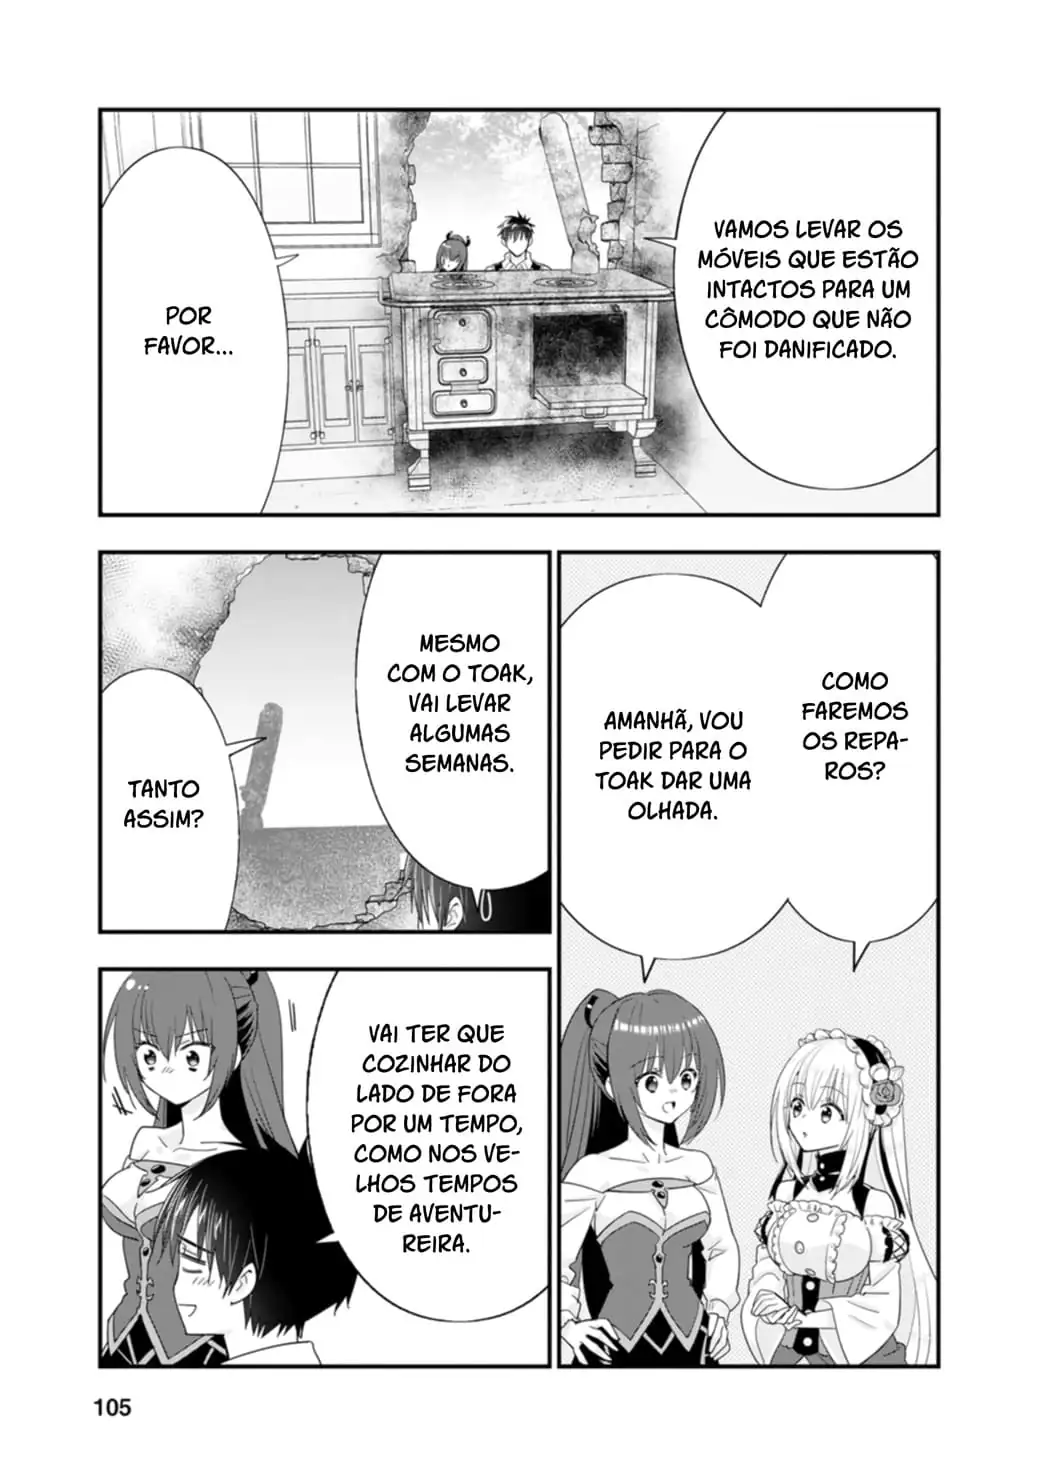 VAMOS LEVAR OS
MÓVEIS QUE ESTÃO
INTACTOS PARA UM
CÔMODO QUE NÃO
FOI DANIFICADO.
POR
FAVOR...
COMO
FAREMOS
OS REPA-
ROS?
AMANHÃ, VOU
PEDIR PARA O
TOAK DAR UMA
OLHADA.
MESMO
COM O TOAK,
VAI LEVAR
ALGUMAS
SEMANAS.
TANTO
ASSIM?
VAI TER QUE
COZINHAR DO
LADO DE FORA
POR UM TEMPO,
COMO NOS VE-
LHOS TEMPOS
DE AVENTU-
REIRA.
105